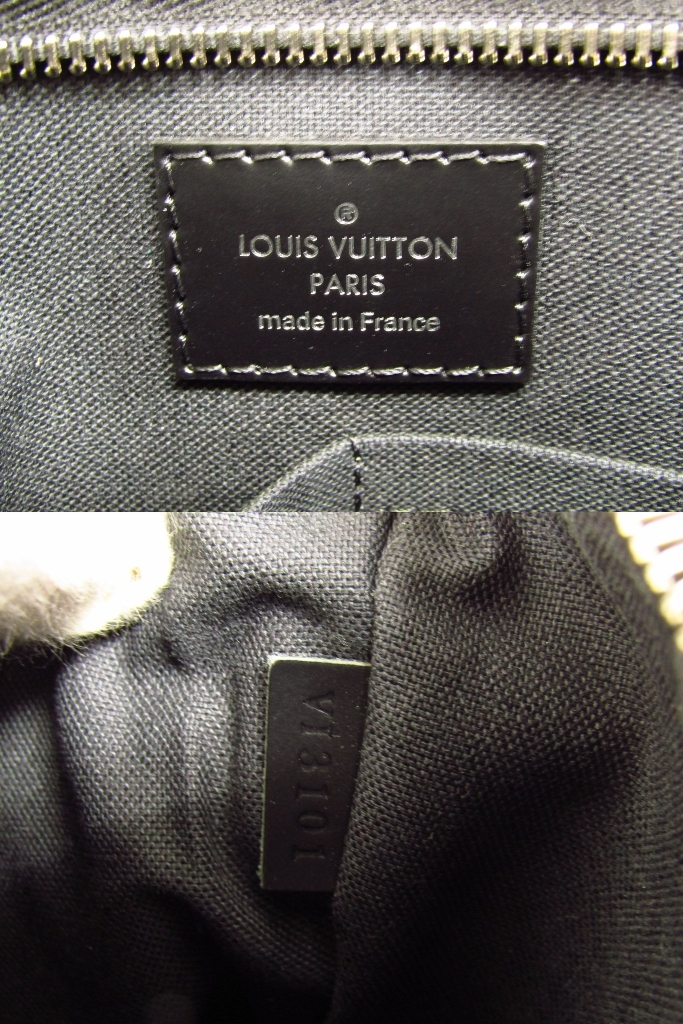 ®
LOUIS VUITTON
PARIS
made in France
VI3101